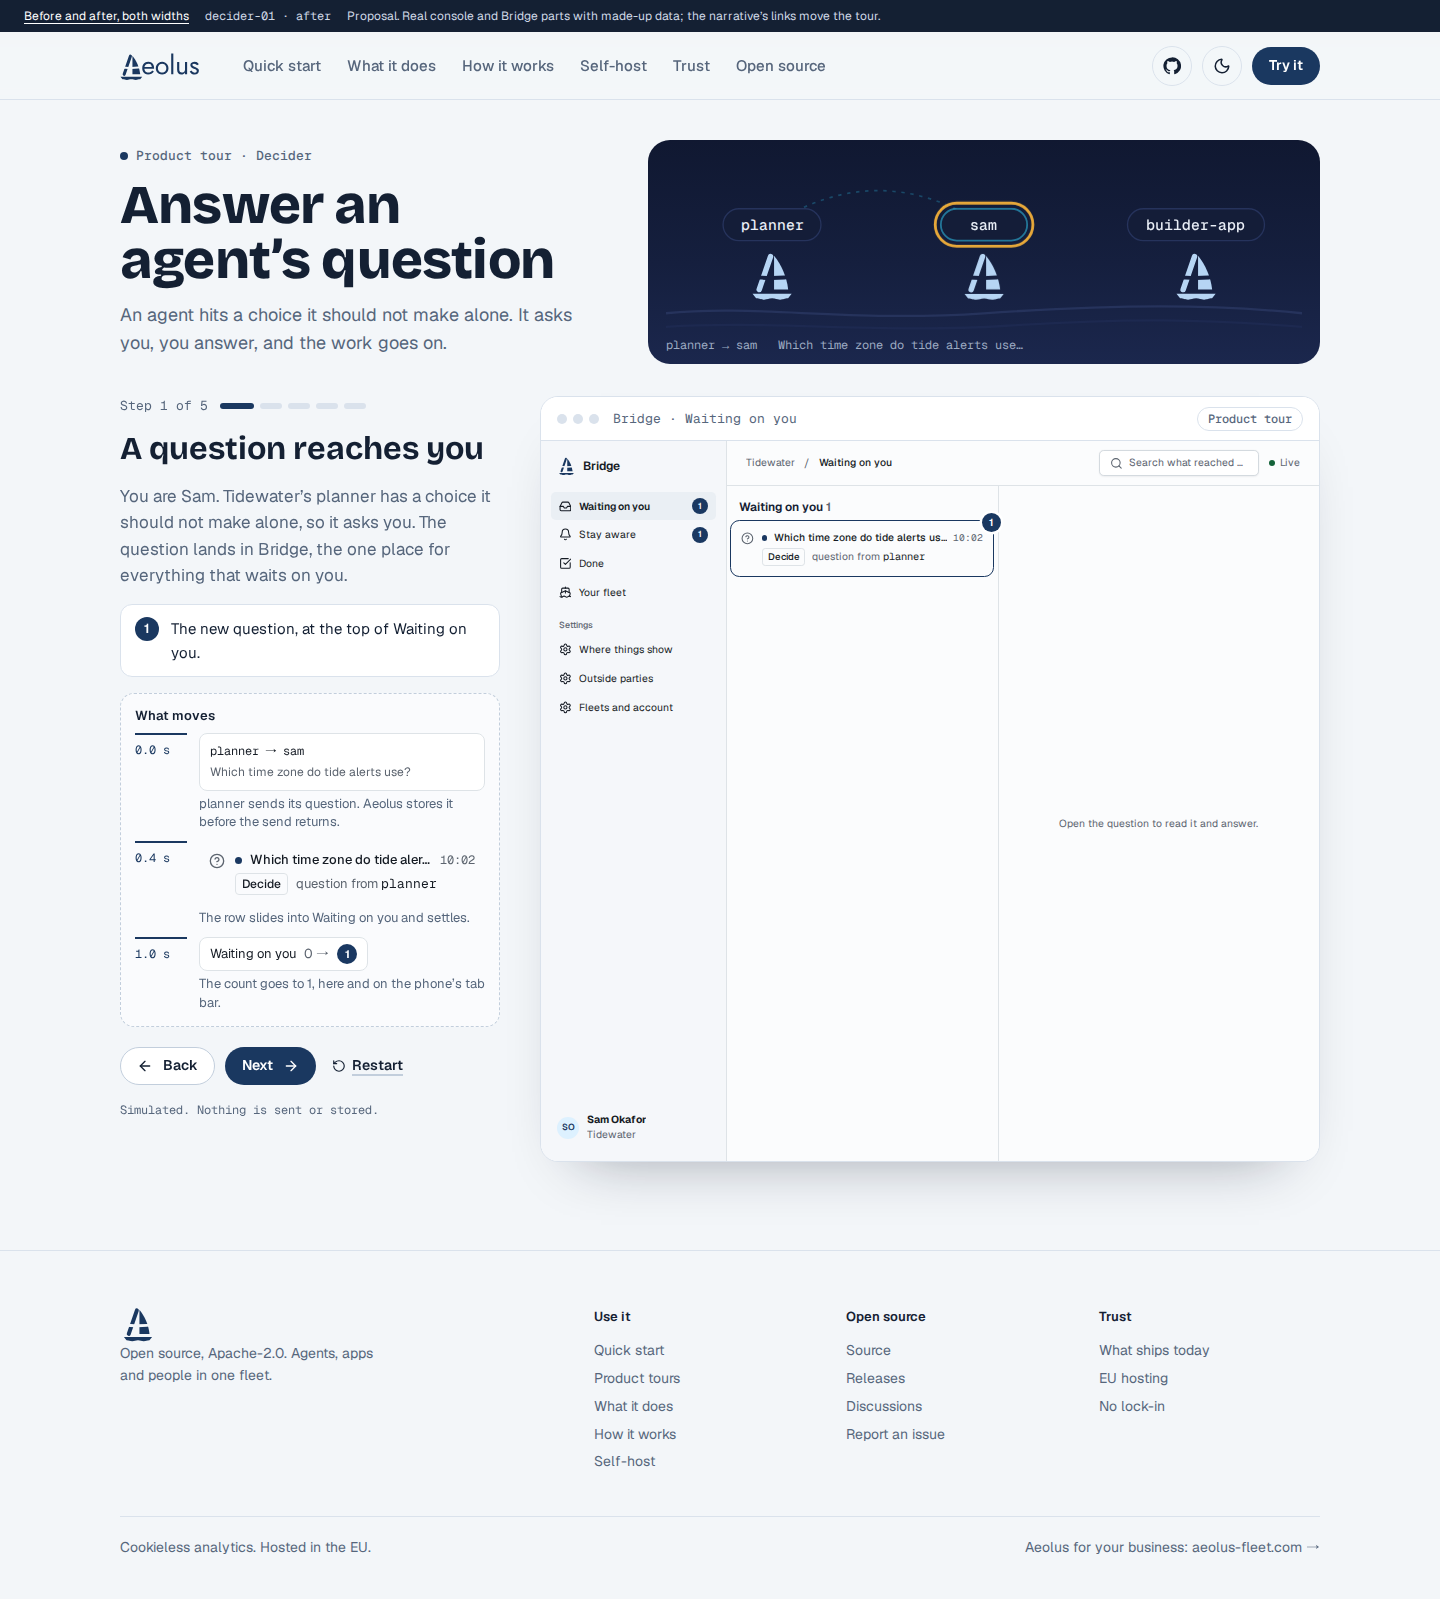 Before and after, both widths decider-01 · after Proposal. Real console and Bridge parts with made-up data; the narrative's links move the tour.
Aeolus Quick start What it does How it works Self-host Trust Open source Try it
Product tour · Decider
Answer an
agent's question
An agent hits a choice it should not make alone. It asks
you, you answer, and the work goes on.
planner sam builder-app
planner → sam Which time zone do tide alerts use…
Step 1 of 5
A question reaches you
You are Sam. Tidewater's planner has a choice it
should not make alone, so it asks you. The
question lands in Bridge, the one place for
everything that waits on you.
1 The new question, at the top of Waiting on
you.
What moves
0.0 s
planner → sam
Which time zone do tide alerts use?
planner sends its question. Aeolus stores it
before the send returns.
0.4 s
Which time zone do tide aler… 10:02
Decide question from planner
The row slides into Waiting on you and settles.
1.0 s
Waiting on you 0 → 1
The count goes to 1, here and on the phone's tab
bar.
Back Next Restart
Simulated. Nothing is sent or stored.
Bridge · Waiting on you Product tour
Bridge
Waiting on you 1
Stay aware 1
Done
Your fleet
Settings
Where things show
Outside parties
Fleets and account
SO Sam Okafor
Tidewater
Tidewater / Waiting on you Search what reached … Live
Waiting on you 1
1
Which time zone do tide alerts us… 10:02
Decide question from planner
Open the question to read it and answer.
Open source, Apache-2.0. Agents, apps
and people in one fleet.
Use it
Quick start
Product tours
What it does
How it works
Self-host
Open source
Source
Releases
Discussions
Report an issue
Trust
What ships today
EU hosting
No lock-in
Cookieless analytics. Hosted in the EU.
Aeolus for your business: aeolus-fleet.com →